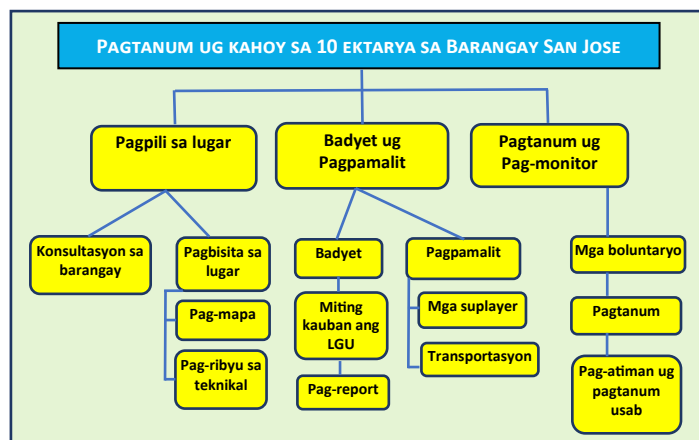 PAGTANUM UG KAHOY SA 10 EKTARYA SA BARANGAY SAN JOSE
Pagpili sa lugar
Badyet ug
Pagpamalit
Pagtanum ug
Pag-monitor
Konsultasyon sa
barangay
Pagbisita sa
lugar
Pag-mapa
Pag-ribyu sa
teknikal
Badyet
Miting
kauban ang
LGU
Pag-report
Pagpamalit
Mga suplayer
Transportasyon
Mga boluntaryo
Pagtanum
Pag-atiman ug
pagtanum
usab